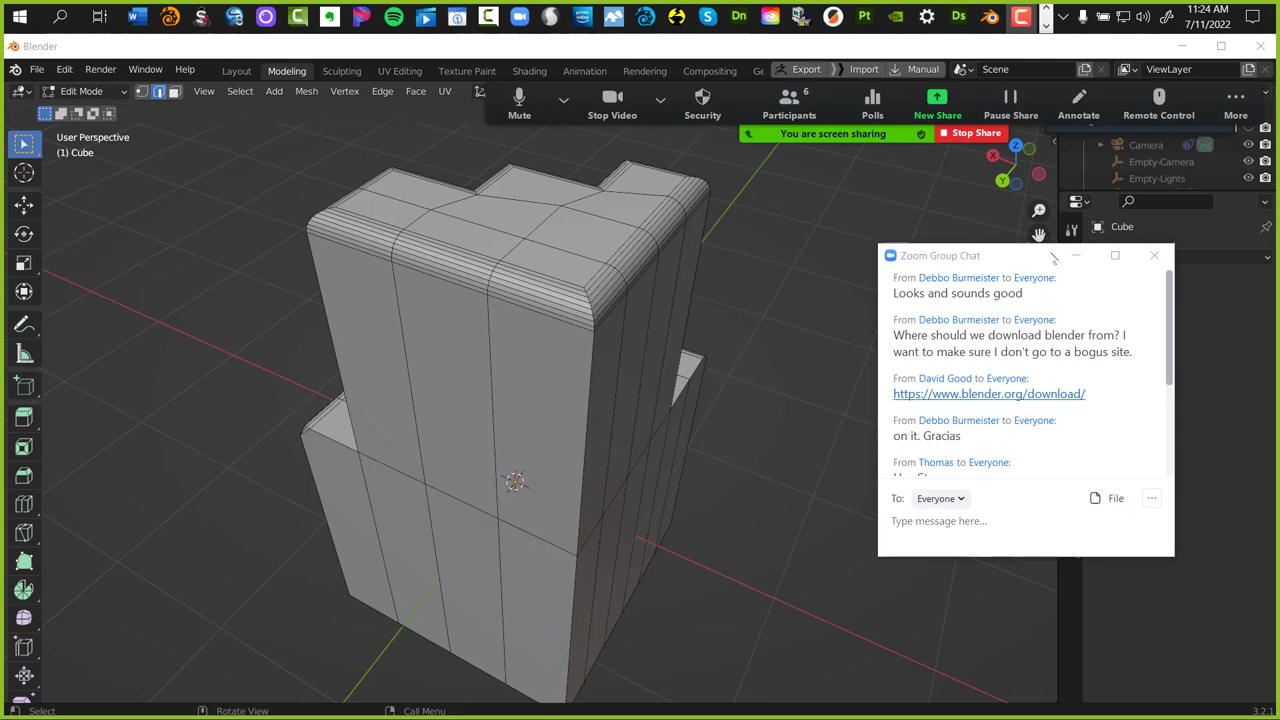 11:24 AM
7/11/2022
Blender
File Edit Render Window Help
Layout Modeling Sculpting UV Editing Texture Paint Shading Animation Rendering Compositing Ge
Export Import Manual
Scene
ViewLayer
Edit Mode
View Select Add Mesh Vertex Edge Face UV
Mute
Stop Video
Security
Participants
6
Polls
New Share
Pause Share
Annotate
Remote Control
More
You are screen sharing
Stop Share
User Perspective
(1) Cube
X
Y
Z
Camera
Empty-Camera
Empty-Lights
Cube
Zoom Group Chat
From Debbo Burmeister to Everyone:
Looks and sounds good
From Debbo Burmeister to Everyone:
Where should we download blender from? I
want to make sure I don't go to a bogus site.
From David Good to Everyone:
https://www.blender.org/download/
From Debbo Burmeister to Everyone:
on it. Gracias
From Thomas to Everyone:
To: Everyone
File
Type message here...
Select
Rotate View
Call Menu
3.2.1